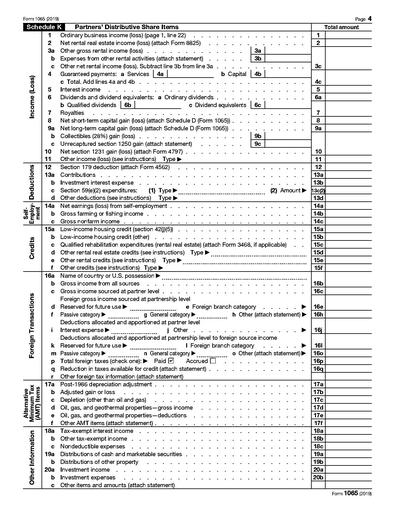 Form 1065 (2019) Page 4
Schedule K Partners' Distributive Share Items Total amount
Income (Loss)
1 Ordinary business income (loss) (page 1, line 22) 1
2 Net rental real estate income (loss) (attach Form 8825) 2
3a Other gross rental income (loss) 3a
b Expenses from other rental activities (attach statement) 3b
c Other net rental income (loss). Subtract line 3b from line 3a 3c
4 Guaranteed payments: a Services 4a b Capital 4b
c Total. Add lines 4a and 4b 4c
5 Interest income 5
6 Dividends and dividend equivalents: a Ordinary dividends 6a
b Qualified dividends 6b c Dividend equivalents 6c
7 Royalties 7
8 Net short-term capital gain (loss) (attach Schedule D (Form 1065)) 8
9a Net long-term capital gain (loss) (attach Schedule D (Form 1065)) 9a
b Collectibles (28%) gain (loss) 9b
c Unrecaptured section 1250 gain (attach statement) 9c
10 Net section 1231 gain (loss) (attach Form 4797) 10
11 Other income (loss) (see instructions) Type ▶ 11
Deductions
12 Section 179 deduction (attach Form 4562) 12
13a Contributions 13a
b Investment interest expense 13b
c Section 59(e)(2) expenditures: (1) Type ▶ (2) Amount ▶ 13c(2)
d Other deductions (see instructions) Type ▶ 13d
Self-Employ-ment
14a Net earnings (loss) from self-employment 14a
b Gross farming or fishing income 14b
c Gross nonfarm income 14c
Credits
15a Low-income housing credit (section 42(j)(5)) 15a
b Low-income housing credit (other) 15b
c Qualified rehabilitation expenditures (rental real estate) (attach Form 3468, if applicable) 15c
d Other rental real estate credits (see instructions) Type ▶ 15d
e Other rental credits (see instructions) Type ▶ 15e
f Other credits (see instructions) Type ▶ 15f
Foreign Transactions
16a Name of country or U.S. possession ▶
b Gross income from all sources 16b
c Gross income sourced at partner level 16c
Foreign gross income sourced at partnership level
d Reserved for future use ▶ e Foreign branch category ▶ 16e
f Passive category ▶ g General category ▶ h Other (attach statement) ▶ 16h
Deductions allocated and apportioned at partner level
i Interest expense ▶ j Other ▶ 16j
Deductions allocated and apportioned at partnership level to foreign source income
k Reserved for future use ▶ l Foreign branch category ▶ 16l
m Passive category ▶ n General category ▶ o Other (attach statement) ▶ 16o
p Total foreign taxes (check one): ▶ Paid ☑ Accrued ☐ 16p
q Reduction in taxes available for credit (attach statement) 16q
r Other foreign tax information (attach statement)
Alternative Minimum Tax (AMT) Items
17a Post-1986 depreciation adjustment 17a
b Adjusted gain or loss 17b
c Depletion (other than oil and gas) 17c
d Oil, gas, and geothermal properties—gross income 17d
e Oil, gas, and geothermal properties—deductions 17e
f Other AMT items (attach statement) 17f
Other Information
18a Tax-exempt interest income 18a
b Other tax-exempt income 18b
c Nondeductible expenses 18c
19a Distributions of cash and marketable securities 19a
b Distributions of other property 19b
20a Investment income 20a
b Investment expenses 20b
c Other items and amounts (attach statement)
Form 1065 (2019)